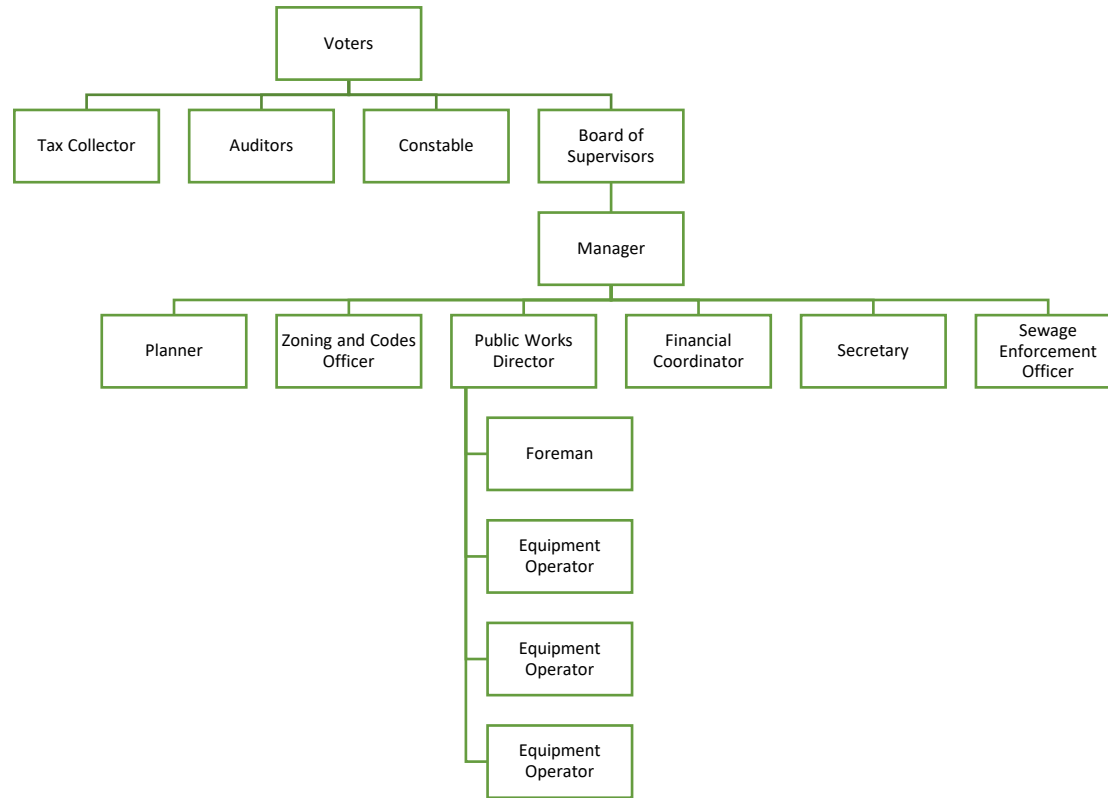 Voters
Tax Collector
Auditors
Constable
Board of
Supervisors
Manager
Planner
Zoning and Codes
Officer
Public Works
Director
Financial
Coordinator
Secretary
Sewage
Enforcement
Officer
Foreman
Equipment
Operator
Equipment
Operator
Equipment
Operator